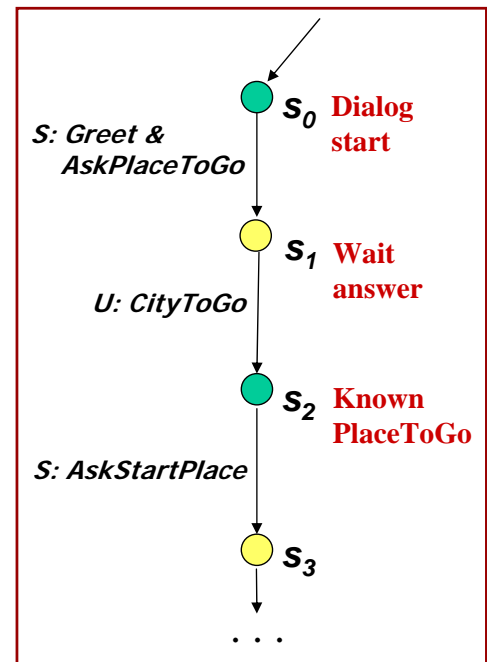 s0 Dialog
start
S: Greet &
AskPlaceToGo
s1 Wait
answer
U: CityToGo
s2 Known
PlaceToGo
S: AskStartPlace
s3
. . .